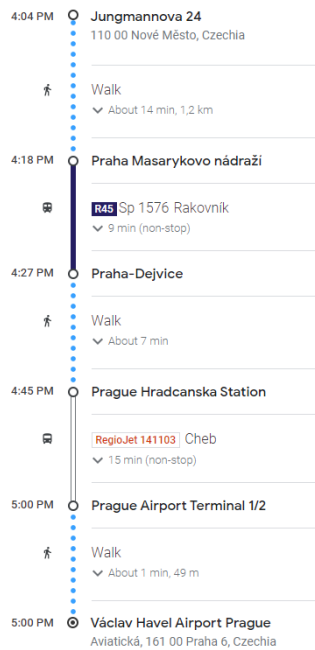 4:04 PM Jungmannova 24
110 00 Nové Město, Czechia
Walk
About 14 min, 1,2 km
4:18 PM Praha Masarykovo nádraží
R45 Sp 1576 Rakovník
9 min (non-stop)
4:27 PM Praha-Dejvice
Walk
About 7 min
4:45 PM Prague Hradcanska Station
RegioJet 141103 Cheb
15 min (non-stop)
5:00 PM Prague Airport Terminal 1/2
Walk
About 1 min, 49 m
5:00 PM Václav Havel Airport Prague
Aviatická, 161 00 Praha 6, Czechia